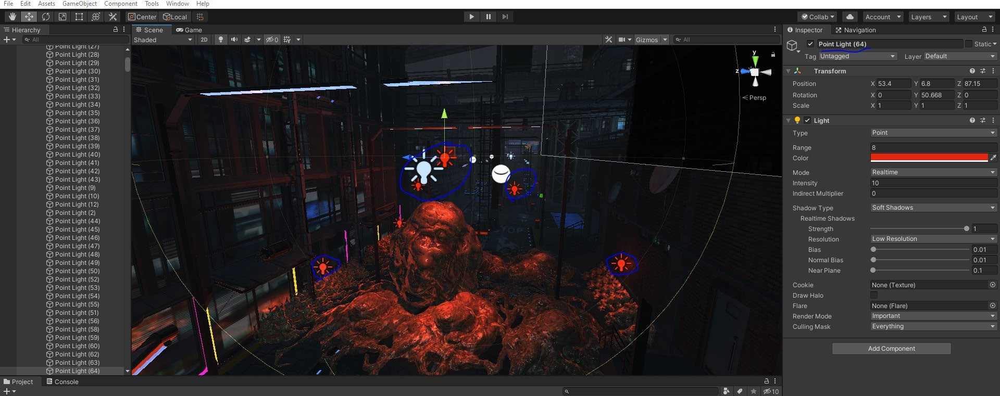 File Edit Assets GameObject Component Tools Window Help
Center Local
Collab Account Layers Layout
Hierarchy
All
Point Light (27)
Point Light (28)
Point Light (29)
Point Light (30)
Point Light (31)
Point Light (32)
Point Light (33)
Point Light (34)
Point Light (35)
Point Light (36)
Point Light (37)
Point Light (38)
Point Light (39)
Point Light (40)
Point Light (41)
Point Light (42)
Point Light (43)
Point Light (9)
Point Light (10)
Point Light (12)
Point Light (2)
Point Light (44)
Point Light (45)
Point Light (46)
Point Light (47)
Point Light (48)
Point Light (49)
Point Light (50)
Point Light (52)
Point Light (53)
Point Light (54)
Point Light (55)
Point Light (51)
Point Light (56)
Point Light (58)
Point Light (59)
Point Light (60)
Point Light (62)
Point Light (63)
Point Light (64)
Scene Game
Shaded 2D 0 Gizmos All
y
z
Persp
STOP
Inspector Navigation
Point Light (64) Static
Tag Untagged Layer Default
Transform
Position X 53.4 Y 6.8 Z 87.15
Rotation X 0 Y 50.668 Z 0
Scale X 1 Y 1 Z 1
Light
Type Point
Range 8
Color
Mode Realtime
Intensity 10
Indirect Multiplier 0
Shadow Type Soft Shadows
Realtime Shadows
Strength 1
Resolution Low Resolution
Bias 0.01
Normal Bias 0.01
Near Plane 0.1
Cookie None (Texture)
Draw Halo
Flare None (Flare)
Render Mode Important
Culling Mask Everything
Add Component
Project Console
10